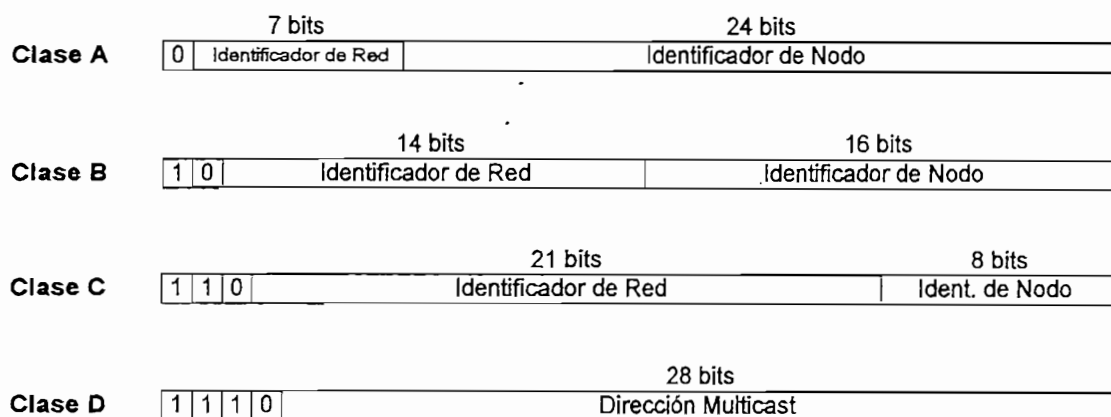 7 bits 24 bits
Clase A 0 Identificador de Red Identificador de Nodo
14 bits 16 bits
Clase B 1 0 Identificador de Red Identificador de Nodo
21 bits 8 bits
Clase C 1 1 0 Identificador de Red Ident. de Nodo
28 bits
Clase D 1 1 1 0 Dirección Multicast